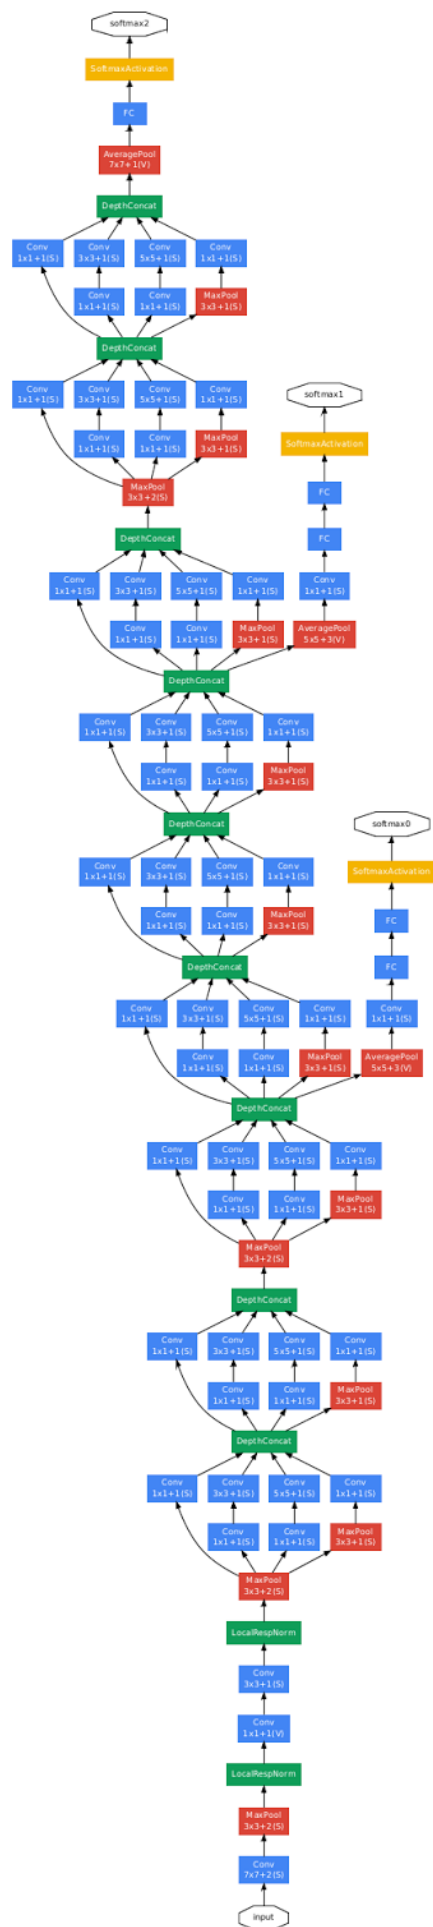 softmax2
SoftmaxActivation
FC
AveragePool
7x7+1(V)
DepthConcat
Conv Conv Conv Conv
1x1+1(S) 3x3+1(S) 5x5+1(S) 1x1+1(S)
Conv Conv MaxPool
1x1+1(S) 1x1+1(S) 3x3+1(S)
DepthConcat
Conv Conv Conv Conv
1x1+1(S) 3x3+1(S) 5x5+1(S) 1x1+1(S)
softmax1
Conv Conv MaxPool SoftmaxActivation
1x1+1(S) 1x1+1(S) 3x3+1(S)
MaxPool FC
3x3+2(S)
DepthConcat FC
Conv Conv Conv Conv Conv
1x1+1(S) 3x3+1(S) 5x5+1(S) 1x1+1(S) 1x1+1(S)
Conv Conv MaxPool AveragePool
1x1+1(S) 1x1+1(S) 3x3+1(S) 5x5+3(V)
DepthConcat
Conv Conv Conv Conv
1x1+1(S) 3x3+1(S) 5x5+1(S) 1x1+1(S)
Conv Conv MaxPool
1x1+1(S) 1x1+1(S) 3x3+1(S)
DepthConcat softmax0
Conv Conv Conv Conv SoftmaxActivation
1x1+1(S) 3x3+1(S) 5x5+1(S) 1x1+1(S)
Conv Conv MaxPool FC
1x1+1(S) 1x1+1(S) 3x3+1(S)
DepthConcat FC
Conv Conv Conv Conv Conv
1x1+1(S) 3x3+1(S) 5x5+1(S) 1x1+1(S) 1x1+1(S)
Conv Conv MaxPool AveragePool
1x1+1(S) 1x1+1(S) 3x3+1(S) 5x5+3(V)
DepthConcat
Conv Conv Conv Conv
1x1+1(S) 3x3+1(S) 5x5+1(S) 1x1+1(S)
Conv Conv MaxPool
1x1+1(S) 1x1+1(S) 3x3+1(S)
MaxPool
3x3+2(S)
DepthConcat
Conv Conv Conv Conv
1x1+1(S) 3x3+1(S) 5x5+1(S) 1x1+1(S)
Conv Conv MaxPool
1x1+1(S) 1x1+1(S) 3x3+1(S)
DepthConcat
Conv Conv Conv Conv
1x1+1(S) 3x3+1(S) 5x5+1(S) 1x1+1(S)
Conv Conv MaxPool
1x1+1(S) 1x1+1(S) 3x3+1(S)
MaxPool
3x3+2(S)
LocalRespNorm
Conv
3x3+1(S)
Conv
1x1+1(V)
LocalRespNorm
MaxPool
3x3+2(S)
Conv
7x7+2(S)
input